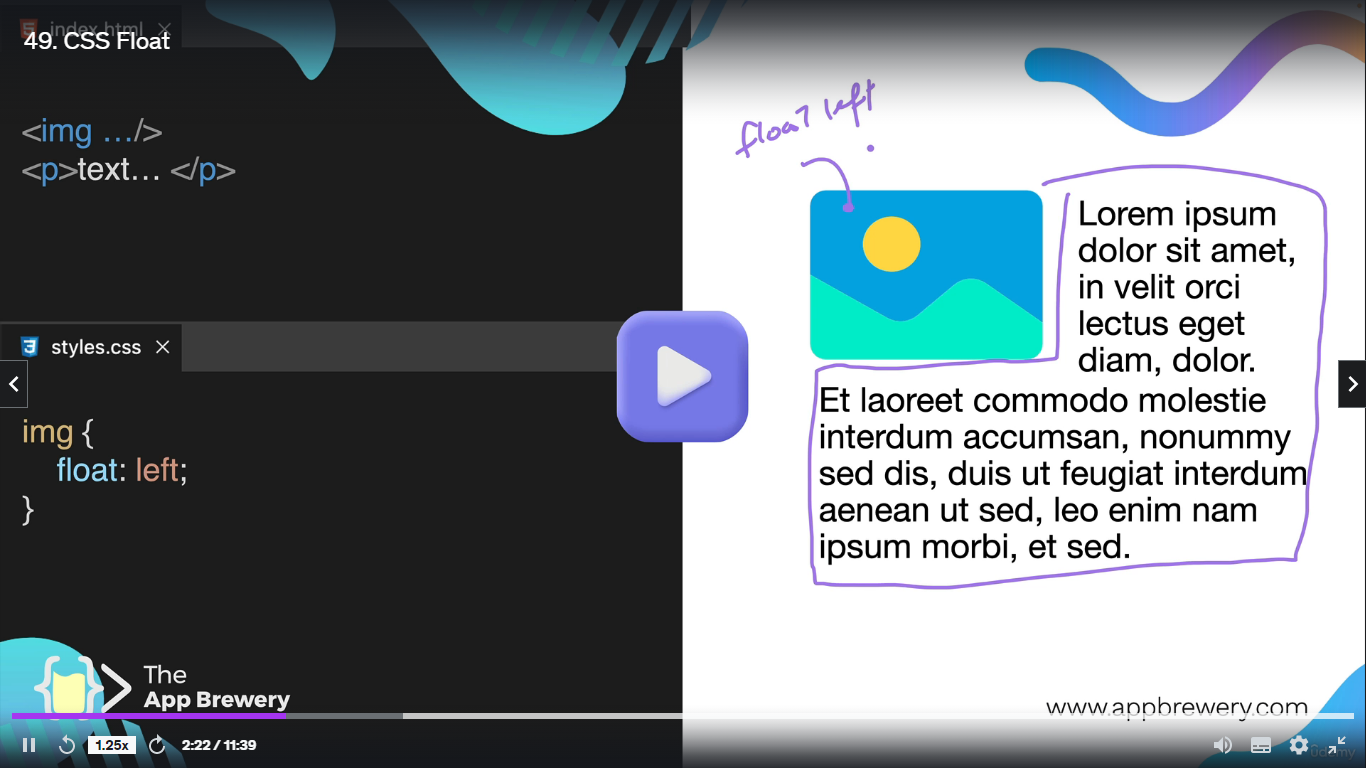 index.html
49. CSS Float
<img …/>
<p>text… </p>
styles.css
img {
float: left;
}
float left
Lorem ipsum
dolor sit amet,
in velit orci
lectus eget
diam, dolor.
Et laoreet commodo molestie
interdum accumsan, nonummy
sed dis, duis ut feugiat interdum
aenean ut sed, leo enim nam
ipsum morbi, et sed.
The
App Brewery
www.appbrewery.com
1.25x
2:22 / 11:39
Udemy